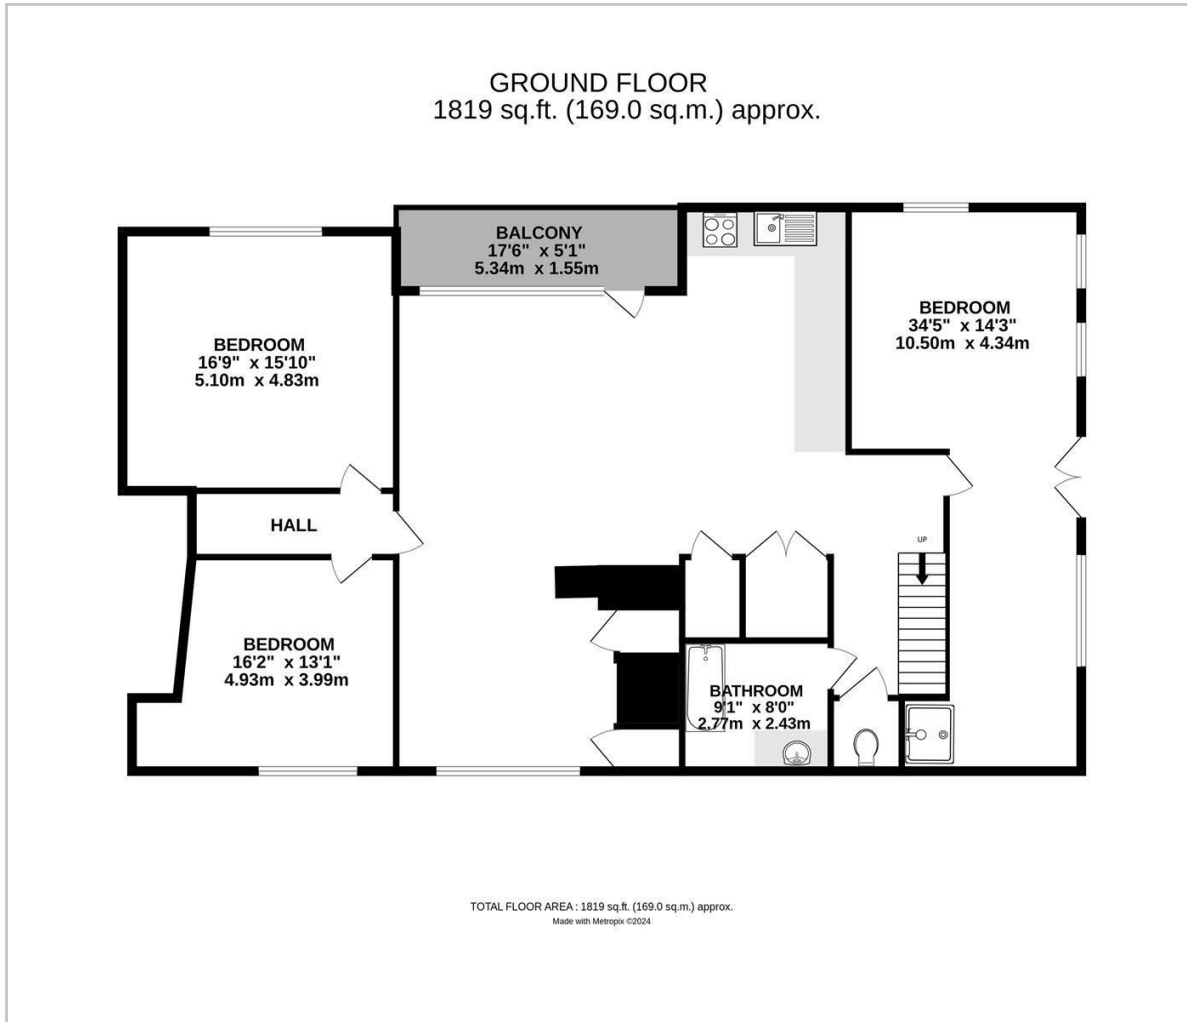 GROUND FLOOR
1819 sq.ft. (169.0 sq.m.) approx.
BALCONY
17'6" x 5'1"
5.34m x 1.55m
BEDROOM
34'5" x 14'3"
10.50m x 4.34m
BEDROOM
16'9" x 15'10"
5.10m x 4.83m
HALL
UP
BEDROOM
16'2" x 13'1"
4.93m x 3.99m
BATHROOM
9'1" x 8'0"
2.77m x 2.43m
TOTAL FLOOR AREA : 1819 sq.ft. (169.0 sq.m.) approx.
Made with Metropix ©2024